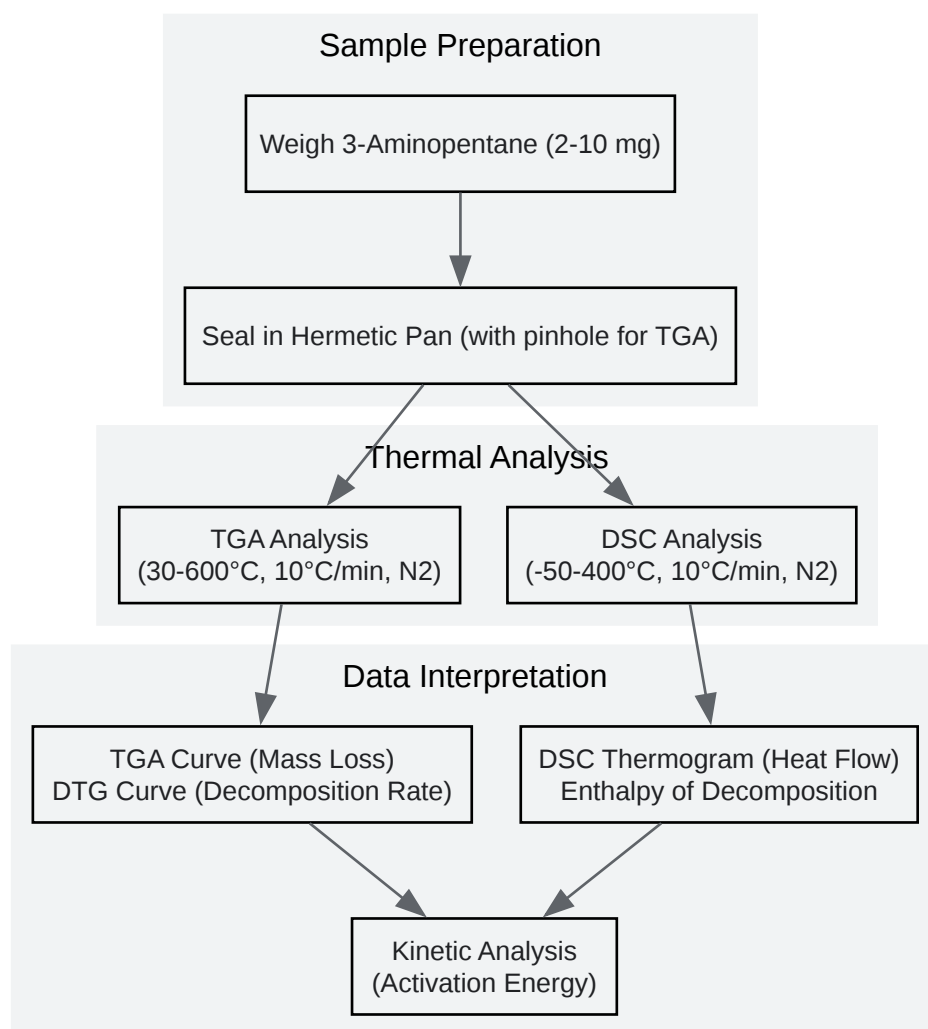 Sample Preparation
Weigh 3-Aminopentane (2-10 mg)
Seal in Hermetic Pan (with pinhole for TGA)
Thermal Analysis
TGA Analysis
(30-600°C, 10°C/min, N2)
DSC Analysis
(-50-400°C, 10°C/min, N2)
Data Interpretation
TGA Curve (Mass Loss)
DTG Curve (Decomposition Rate)
DSC Thermogram (Heat Flow)
Enthalpy of Decomposition
Kinetic Analysis
(Activation Energy)